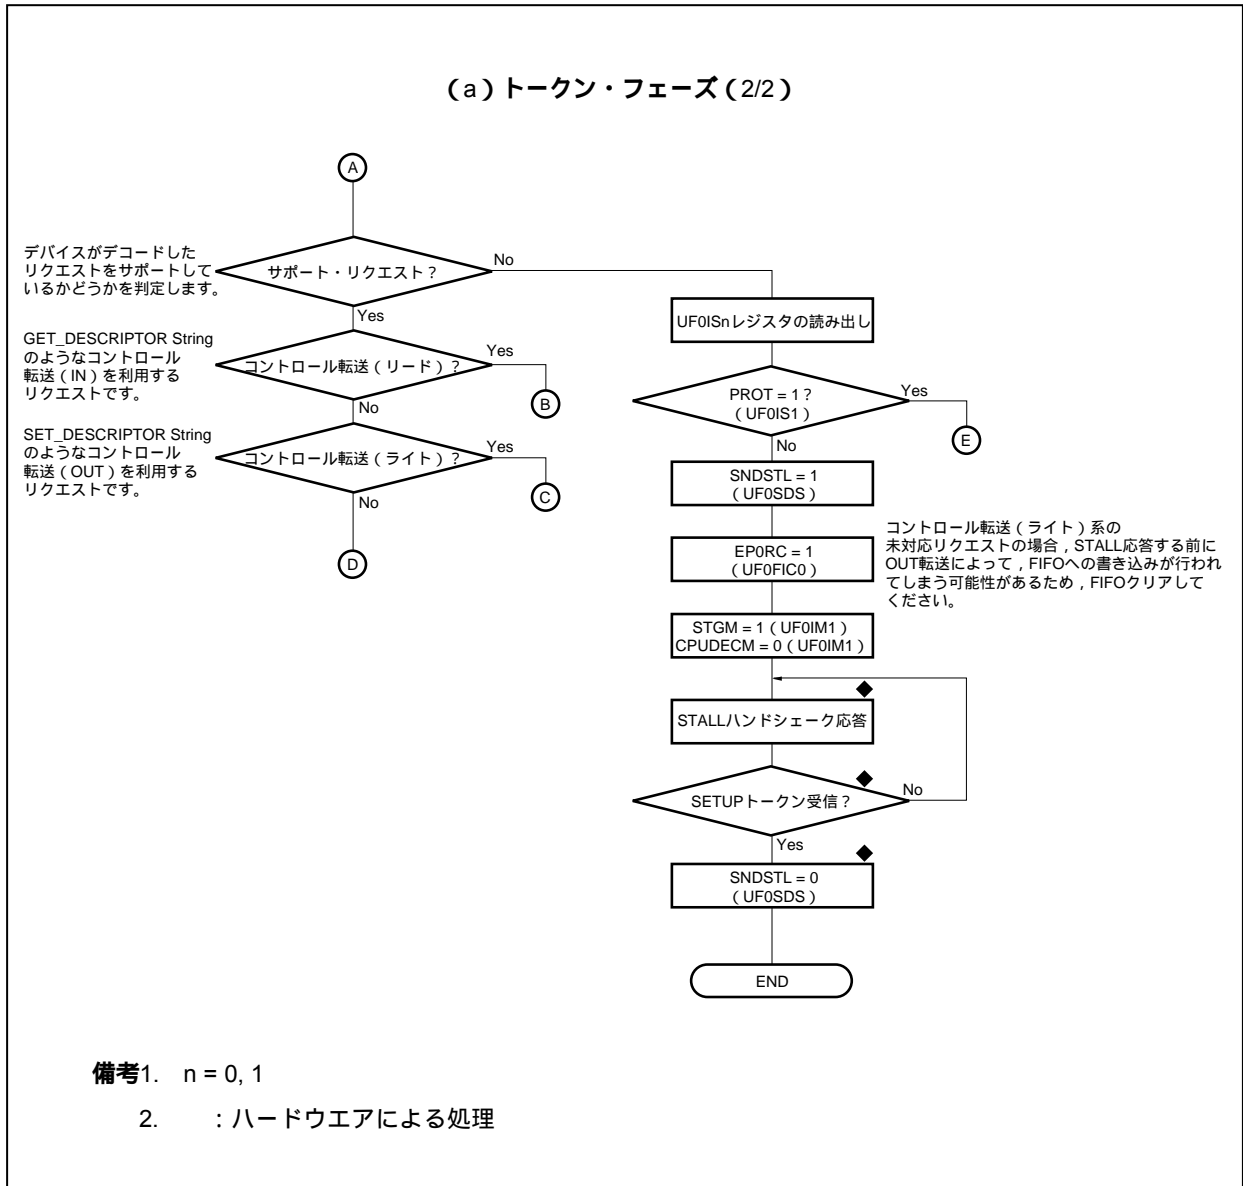 （a）トークン・フェーズ（2/2）
A
デバイスがデコードした
リクエストをサポートして
いるかどうかを判定します。
サポート・リクエスト？
No
Yes
GET_DESCRIPTOR String
のようなコントロール
転送（IN）を利用する
リクエストです。
コントロール転送（リード）？
Yes
B
No
SET_DESCRIPTOR String
のようなコントロール
転送（OUT）を利用する
リクエストです。
コントロール転送（ライト）？
Yes
C
No
D
UF0ISnレジスタの読み出し
PROT = 1？
（UF0IS1）
Yes
E
No
SNDSTL = 1
（UF0SDS）
EP0RC = 1
（UF0FIC0）
コントロール転送（ライト）系の
未対応リクエストの場合，STALL応答する前に
OUT転送によって，FIFOへの書き込みが行われ
てしまう可能性があるため，FIFOクリアして
ください。
STGM = 1（UF0IM1）
CPUDECM = 0（UF0IM1）
STALLハンドシェーク応答
SETUPトークン受信？
No
Yes
SNDSTL = 0
（UF0SDS）
END
備考1. n = 0, 1
2. ：ハードウエアによる処理